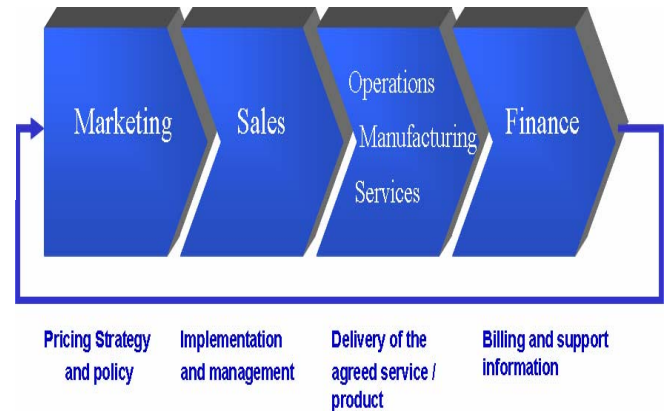 Marketing
Sales
Operations
Manufacturing
Services
Finance
Pricing Strategy
and policy
Implementation
and management
Delivery of the
agreed service /
product
Billing and support
information